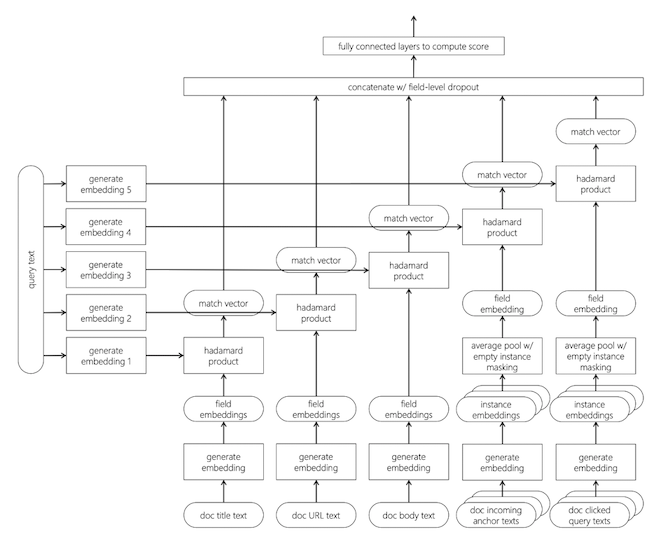 fully connected layers to compute score
concatenate w/ field-level dropout
match vector
match vector
hadamard
product
generate
embedding 5
query text
match vector
hadamard
product
generate
embedding 4
match vector
hadamard
product
generate
embedding 3
match vector
hadamard
product
generate
embedding 2
field
embedding
field
embedding
generate
embedding 1
hadamard
product
average pool w/
empty instance
masking
average pool w/
empty instance
masking
field
embeddings
field
embeddings
field
embeddings
instance
embeddings
instance
embeddings
generate
embedding
generate
embedding
generate
embedding
generate
embedding
generate
embedding
doc title text
doc URL text
doc body text
doc incoming
anchor texts
doc clicked
query texts